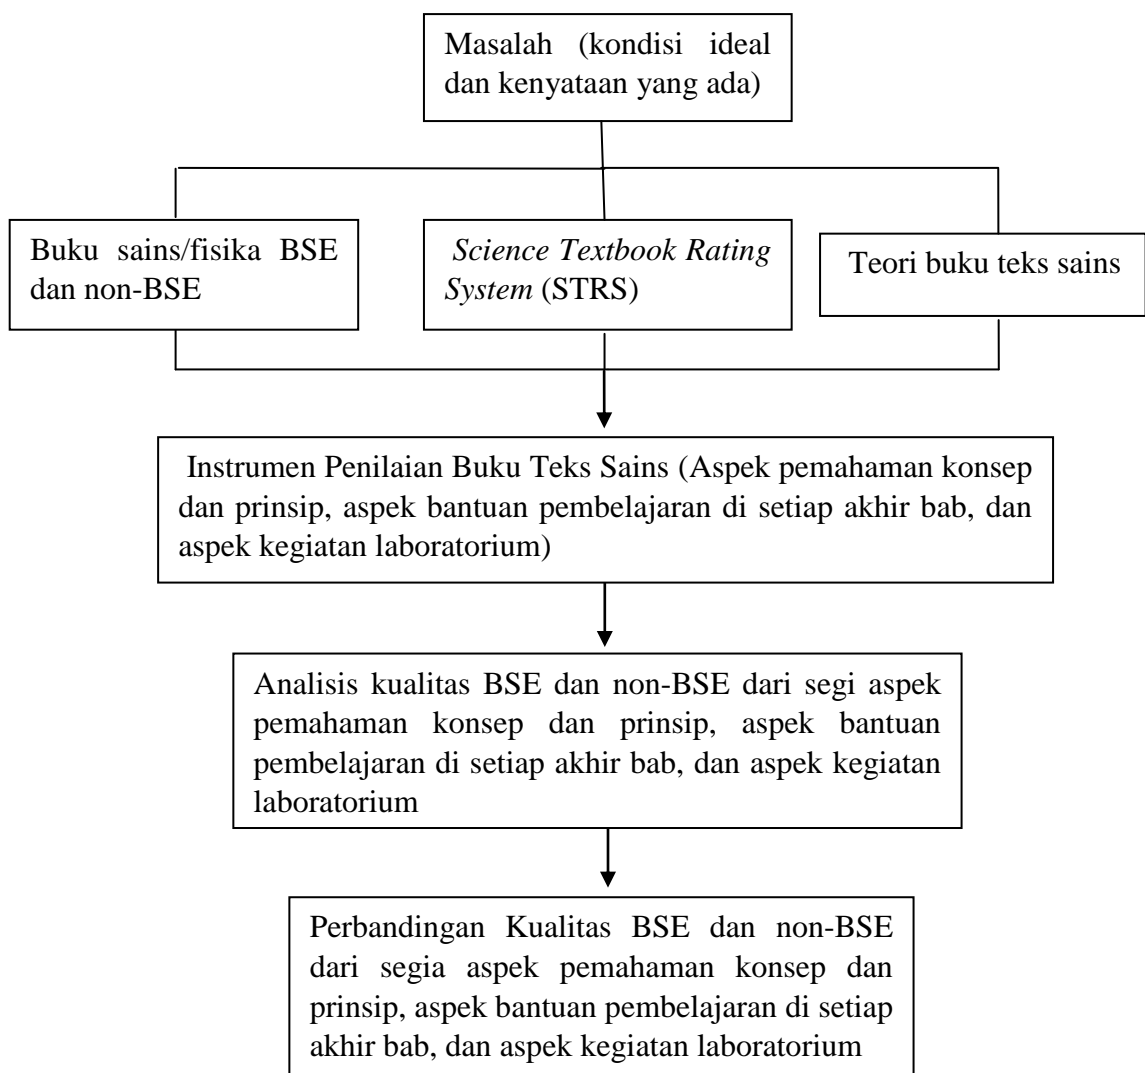 Masalah (kondisi ideal
dan kenyataan yang ada)
Buku sains/fisika BSE
dan non-BSE
Science Textbook Rating
System (STRS)
Teori buku teks sains
Instrumen Penilaian Buku Teks Sains (Aspek pemahaman konsep
dan prinsip, aspek bantuan pembelajaran di setiap akhir bab, dan
aspek kegiatan laboratorium)
Analisis kualitas BSE dan non-BSE dari segi aspek
pemahaman konsep dan prinsip, aspek bantuan
pembelajaran di setiap akhir bab, dan aspek kegiatan
laboratorium
Perbandingan Kualitas BSE dan non-BSE
dari segia aspek pemahaman konsep dan
prinsip, aspek bantuan pembelajaran di setiap
akhir bab, dan aspek kegiatan laboratorium